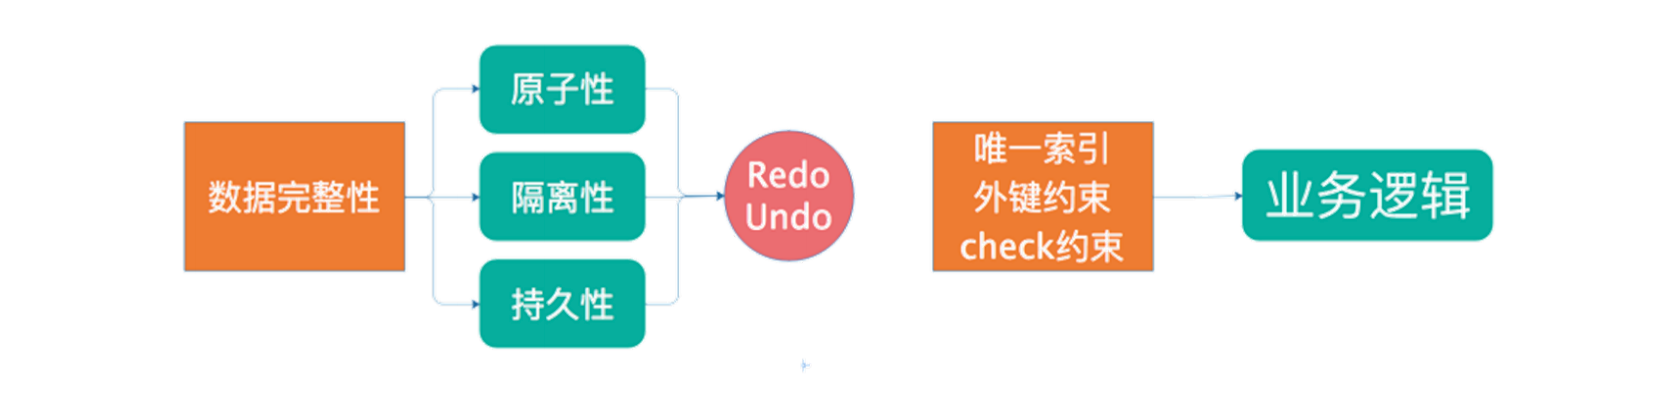 数据完整性
原子性
隔离性
持久性
Redo
Undo
唯一索引
外键约束
check约束
业务逻辑